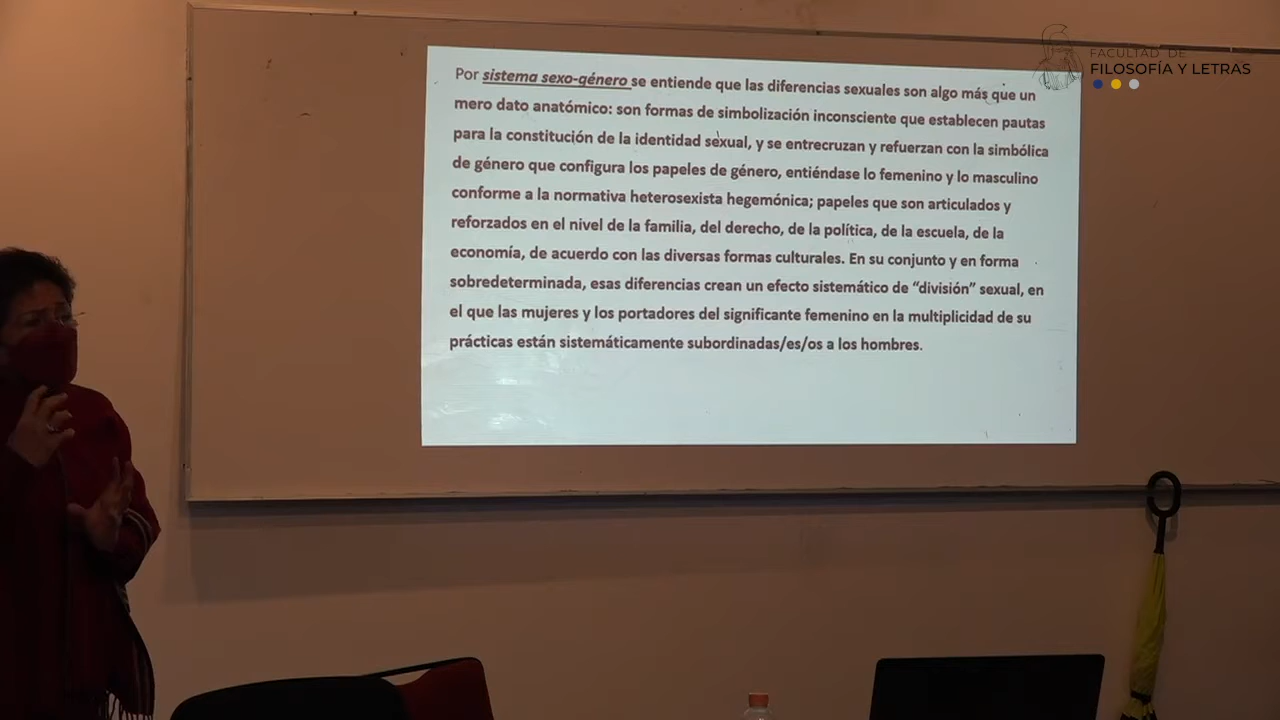 FACULTAD DE
FILOSOFÍA Y LETRAS
Por sistema sexo-género se entiende que las diferencias sexuales son algo más que un
mero dato anatómico: son formas de simbolización inconsciente que establecen pautas
para la constitución de la identidad sexual, y se entrecruzan y refuerzan con la simbólica
de género que configura los papeles de género, entiéndase lo femenino y lo masculino
conforme a la normativa heterosexista hegemónica; papeles que son articulados y
reforzados en el nivel de la familia, del derecho, de la política, de la escuela, de la
economía, de acuerdo con las diversas formas culturales. En su conjunto y en forma
sobredeterminada, esas diferencias crean un efecto sistemático de “división” sexual, en
el que las mujeres y los portadores del significante femenino en la multiplicidad de su
prácticas están sistemáticamente subordinadas/es/os a los hombres.